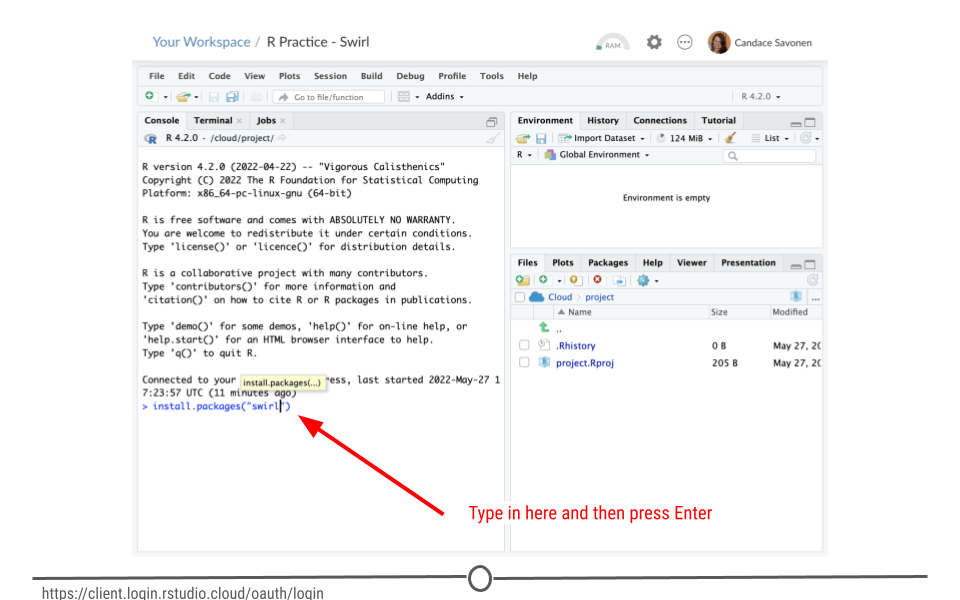 Your Workspace / R Practice - Swirl
RAM
Candace Savonen
File Edit Code View Plots Session Build Debug Profile Tools Help
Go to file/function
Addins
R 4.2.0
Console Terminal × Jobs ×
R 4.2.0 · /cloud/project/
R version 4.2.0 (2022-04-22) -- "Vigorous Calisthenics"
Copyright (C) 2022 The R Foundation for Statistical Computing
Platform: x86_64-pc-linux-gnu (64-bit)
R is free software and comes with ABSOLUTELY NO WARRANTY.
You are welcome to redistribute it under certain conditions.
Type 'license()' or 'licence()' for distribution details.
R is a collaborative project with many contributors.
Type 'contributors()' for more information and
'citation()' on how to cite R or R packages in publications.
Type 'demo()' for some demos, 'help()' for on-line help, or
'help.start()' for an HTML browser interface to help.
Type 'q()' to quit R.
Connected to your ress, last started 2022-May-27 1
install.packages(...)
7:23:57 UTC (11 minutes ago)
> install.packages("swirl")
Environment History Connections Tutorial
Import Dataset 124 MiB List
R Global Environment
Environment is empty
Files Plots Packages Help Viewer Presentation
Cloud project ...
Name Size Modified
..
.Rhistory 0 B May 27, 20
project.Rproj 205 B May 27, 20
Type in here and then press Enter
https://client.login.rstudio.cloud/oauth/login